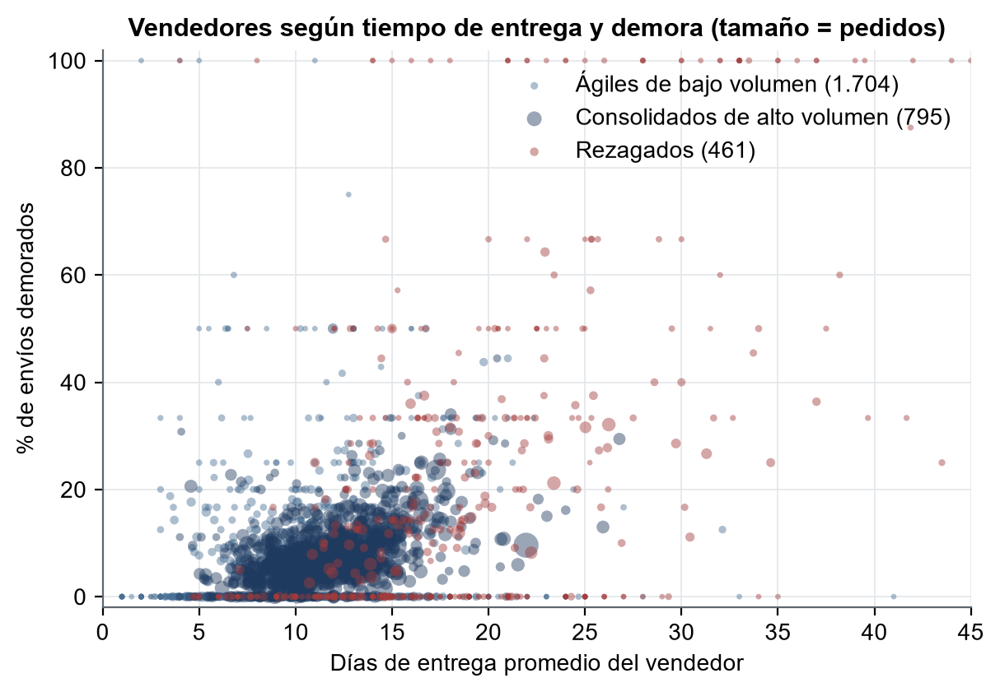 Vendedores según tiempo de entrega y demora (tamaño = pedidos)
100
80
60
40
20
0
% de envíos demorados
Ágiles de bajo volumen (1.704)
Consolidados de alto volumen (795)
Rezagados (461)
0 5 10 15 20 25 30 35 40 45
Días de entrega promedio del vendedor